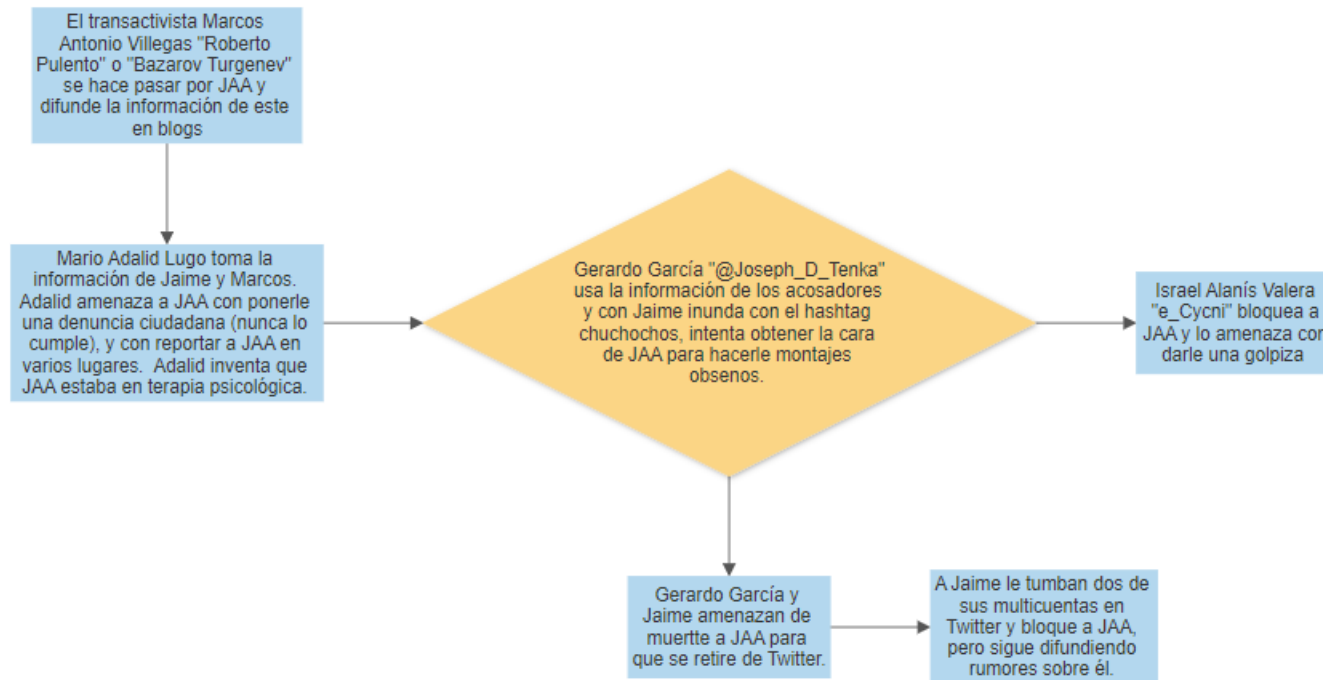 El transactivista Marcos
Antonio Villegas "Roberto
Pulento" o "Bazarov Turgenev"
se hace pasar por JAA y
difunde la información de este
en blogs
Mario Adalid Lugo toma la
información de Jaime y Marcos.
Adalid amenaza a JAA con ponerle
una denuncia ciudadana (nunca lo
cumple), y con reportar a JAA en
varios lugares. Adalid inventa que
JAA estaba en terapia psicológica.
Gerardo García "@Joseph_D_Tenka"
usa la información de los acosadores
y con Jaime inunda con el hashtag
chuchochos, intenta obtener la cara
de JAA para hacerle montajes
obsenos.
Israel Alanís Valera
"e_Cycni" bloquea a
JAA y lo amenaza con
darle una golpiza
Gerardo García y
Jaime amenazan de
muertte a JAA para
que se retire de Twitter.
A Jaime le tumban dos de
sus multicuentas en
Twitter y bloque a JAA,
pero sigue difundiendo
rumores sobre él.